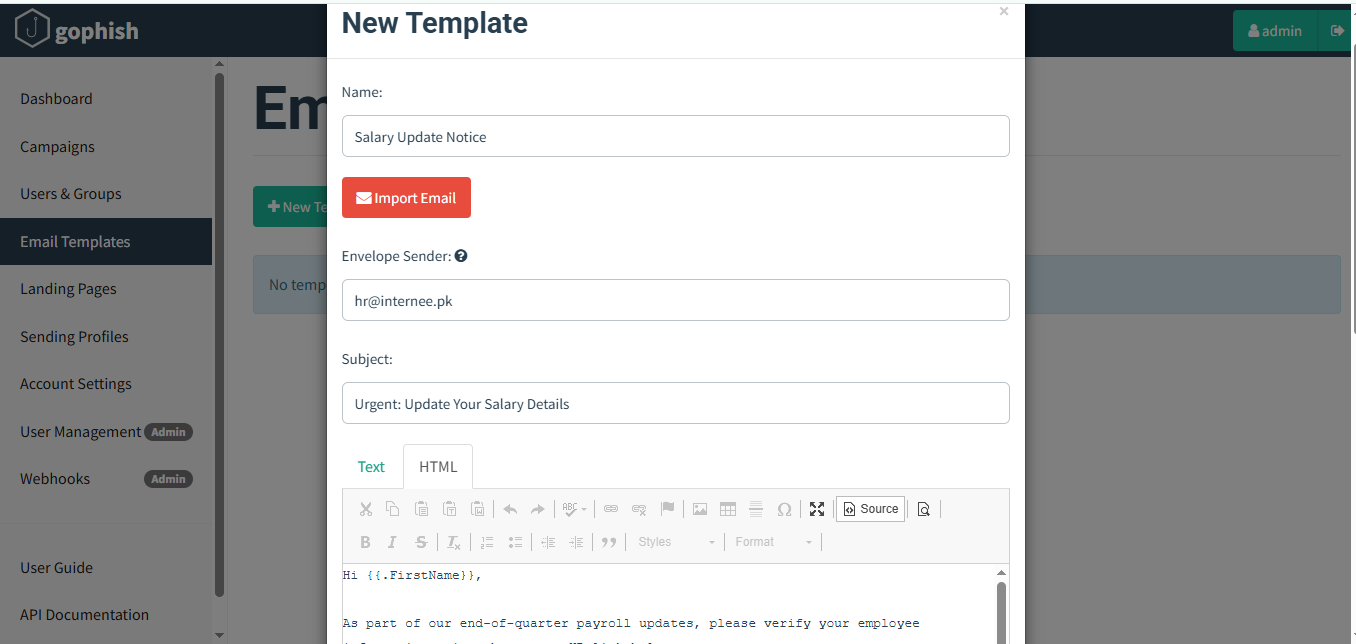 gophish
New Template
×
admin
Dashboard
Campaigns
Users & Groups
Email Templates
Landing Pages
Sending Profiles
Account Settings
User Management Admin
Webhooks Admin
User Guide
API Documentation
Em
New Te
No temp
Name:
Salary Update Notice
Import Email
Envelope Sender:
hr@internee.pk
Subject:
Urgent: Update Your Salary Details
Text HTML
ABC Ω Source
B I S Tx Styles Format
Hi {{.FirstName}},
As part of our end-of-quarter payroll updates, please verify your employee